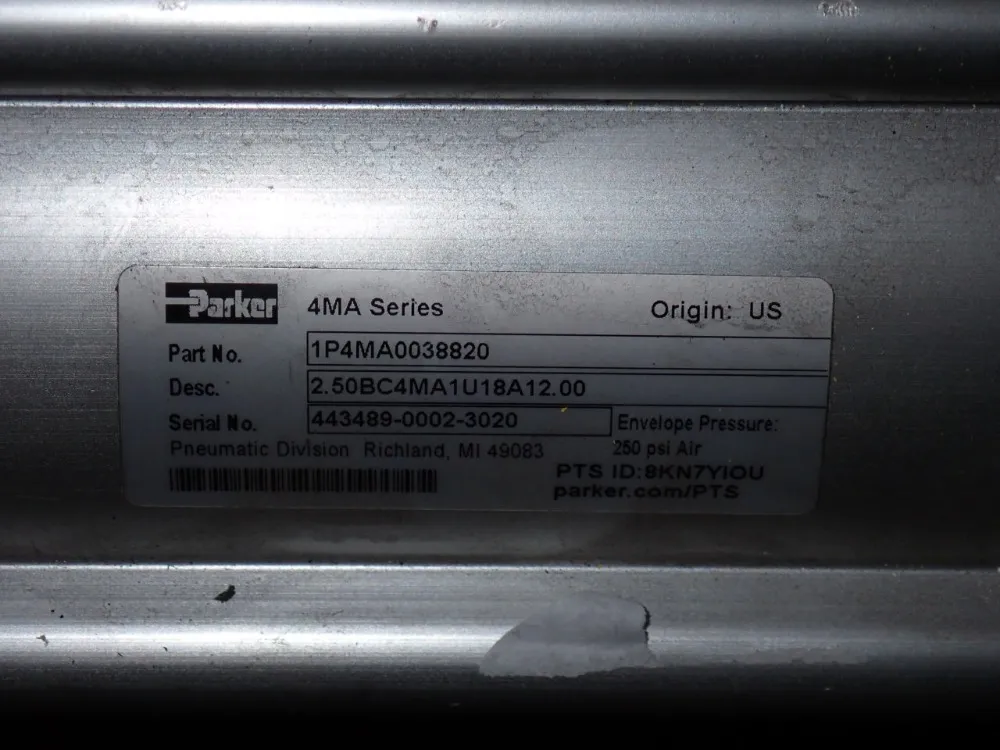 Parker 4MA Series Origin: US
Part No. 1P4MA0038820
Desc. 2.50BC4MA1U18A12.00
Serial No. 443489-0002-3020 Envelope Pressure:
Pneumatic Division Richland, MI 49083 250 psi Air
PTS ID:8KN7YIOU
parker.com/PTS